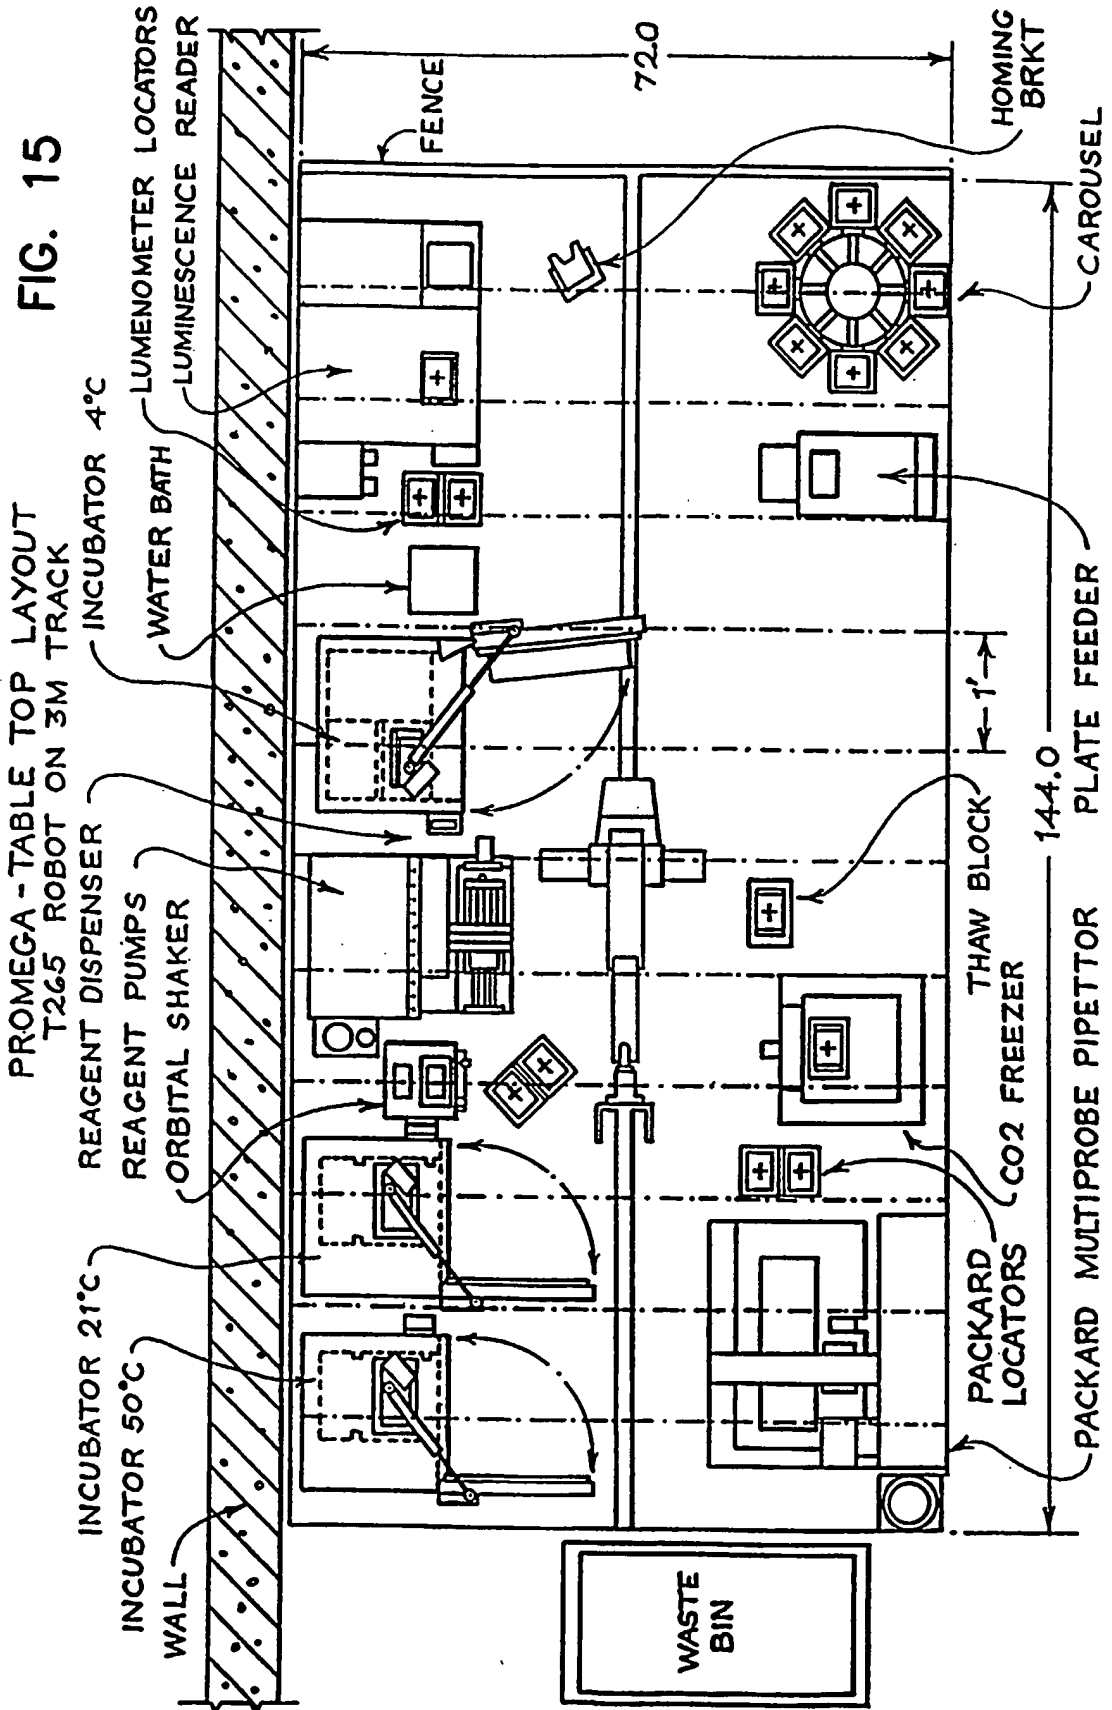 FIG. 15
PROMEGA-TABLE TOP LAYOUT
T265 ROBOT ON 3M TRACK
INCUBATOR 4°C
WATER BATH
LUMENOMETER LOCATORS
LUMINESCENCE READER
REAGENT DISPENSER
REAGENT PUMPS
ORBITAL SHAKER
INCUBATOR 21°C
INCUBATOR 50°C
WALL
FENCE
72.0
HOMING
BRKT
CAROUSEL
1'
144.0
PLATE FEEDER
THAW BLOCK
CO2 FREEZER
PACKARD
LOCATORS
PACKARD MULTIPROBE PIPETTOR
WASTE
BIN